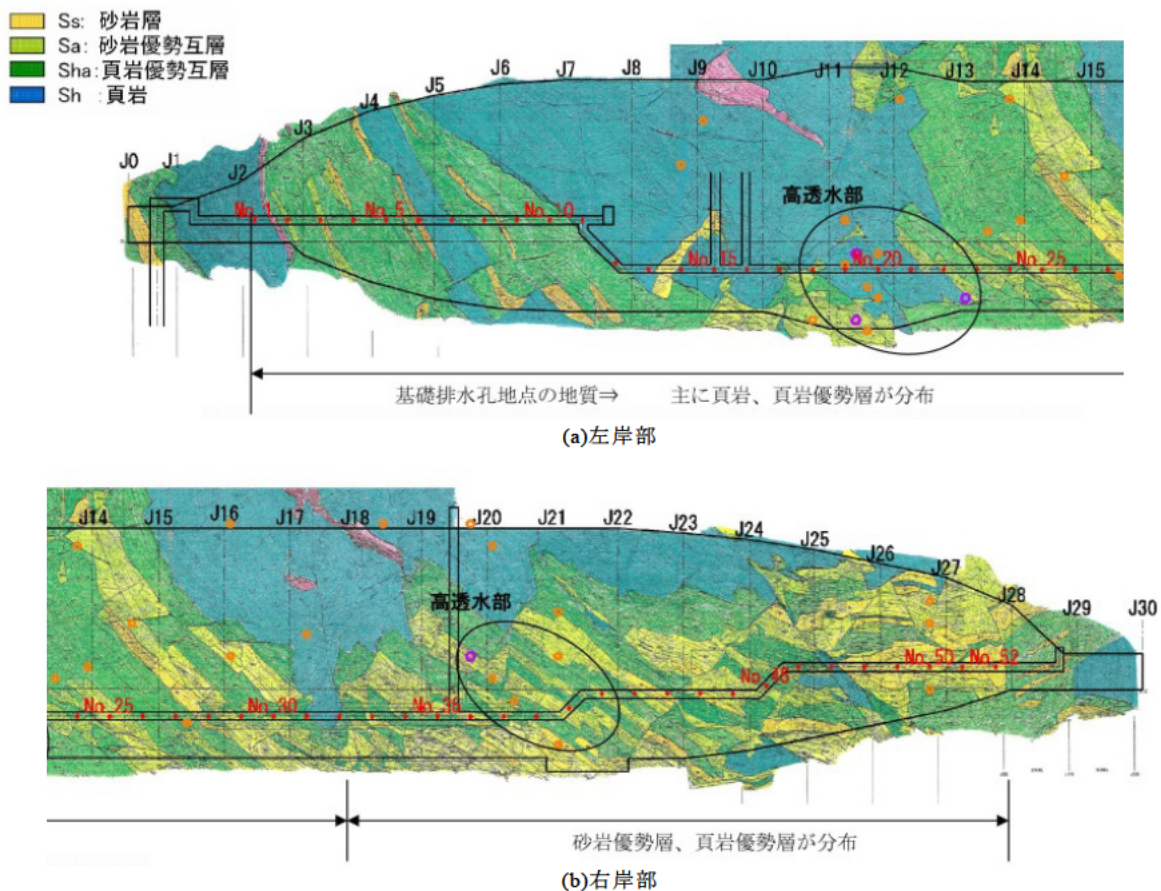 Ss: 砂岩層
Sa: 砂岩優勢互層
Sha: 頁岩優勢互層
Sh : 頁岩
J0 J1 J2 J3 J4 J5 J6 J7 J8 J9 J10 J11 J12 J13 J14 J15
高透水部
No.1 No.5 No.10 No.15 No.20 No.25
基礎排水孔地点の地質⇒ 主に頁岩、頁岩優勢層が分布
(a)左岸部
J14 J15 J16 J17 J18 J19 J20 J21 J22 J23 J24 J25 J26 J27 J28 J29 J30
高透水部
No.25 No.30 No.35 No.45 No.50 No.52
砂岩優勢層、頁岩優勢層が分布
(b)右岸部